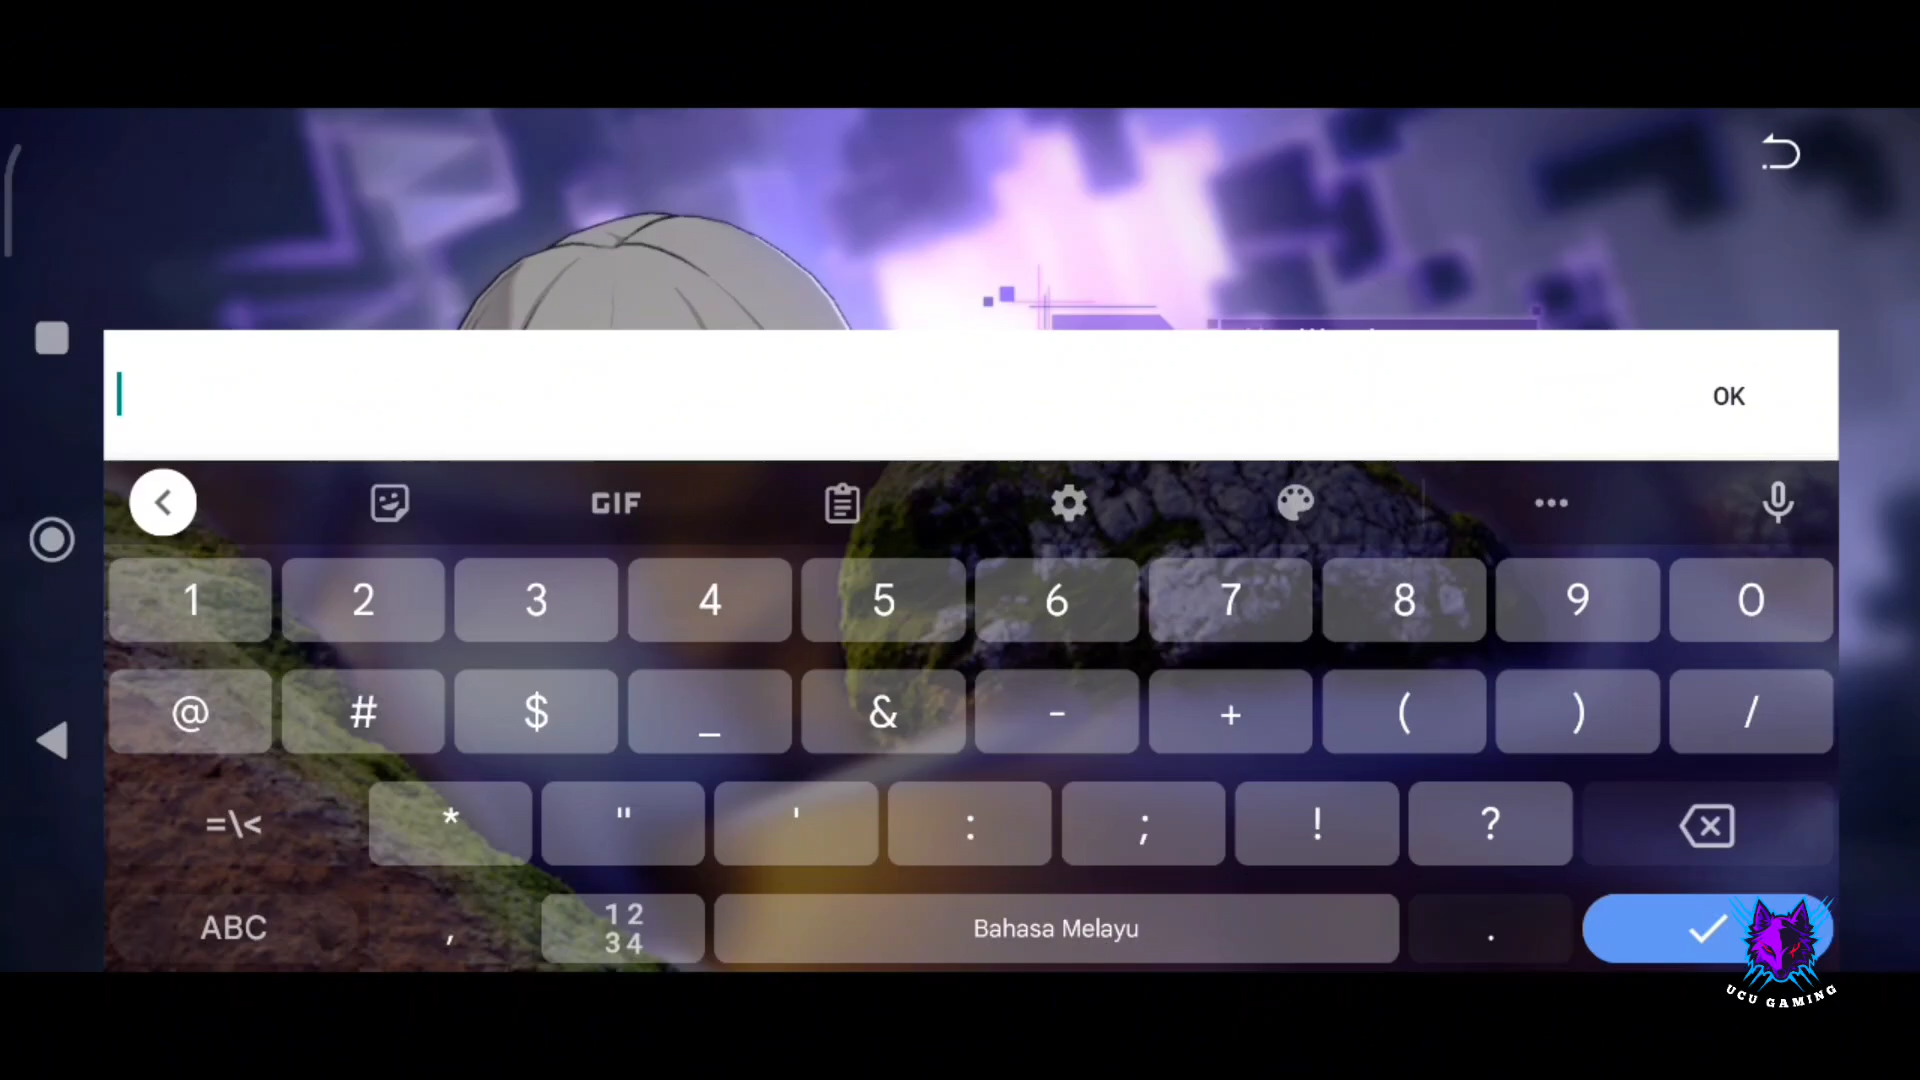 OK
GIF
1 2 3 4 5 6 7 8 9 0
@ # $ _ & - + ( ) /
=\< * " ' : ; ! ?
ABC , 12 34 Bahasa Melayu .
UCU GAMING